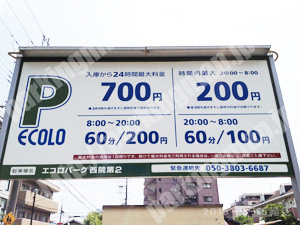 P
ECOLO
入庫から24時間最大料金
700円
時間内最大 20:00~8:00
200円
8:00~20:00
60分/200円
20:00~8:00
60分/100円
駐車場名 エコロパーク 西院第2
緊急連絡先 050-3803-6687